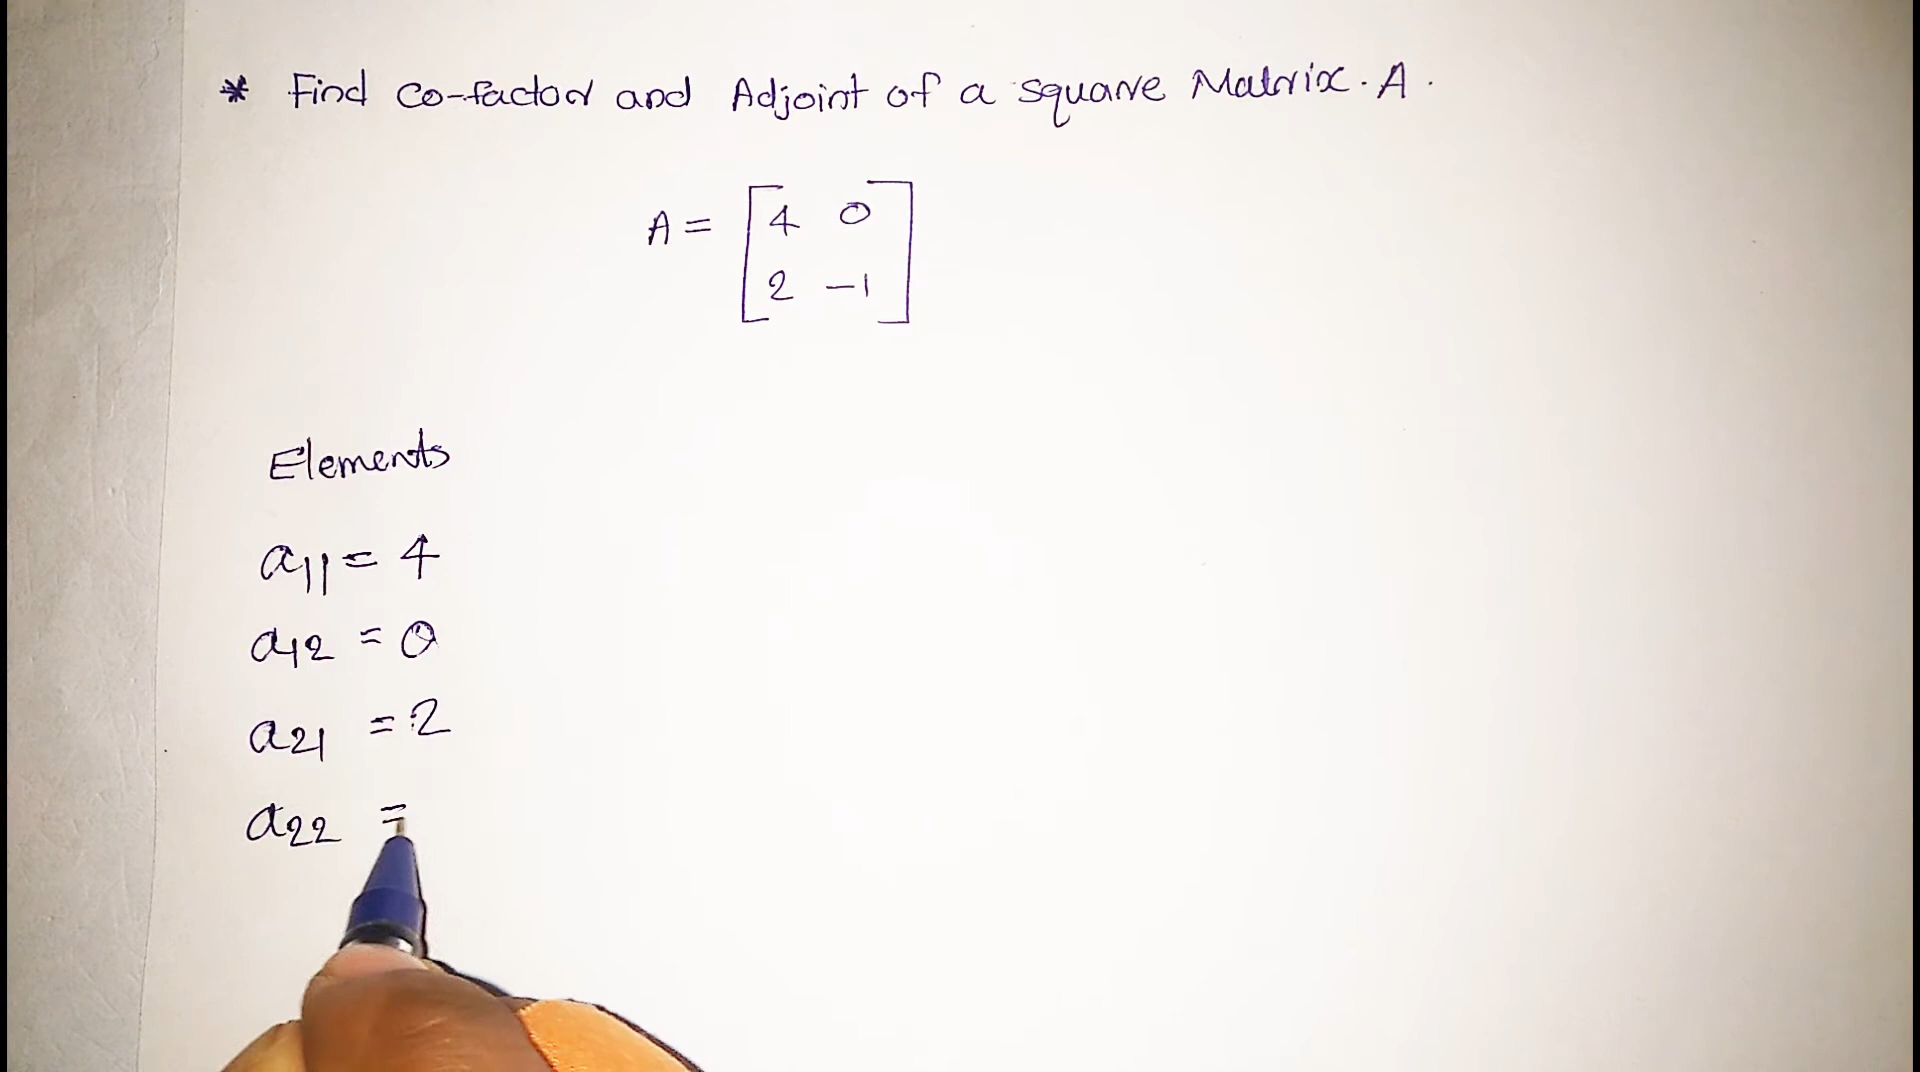 * Find co-factor and Adjoint of a square Matrix. A.
A = [4 0
2 -1]
Elements
a11 = 4
a12 = 0
a21 = 2
a22 =